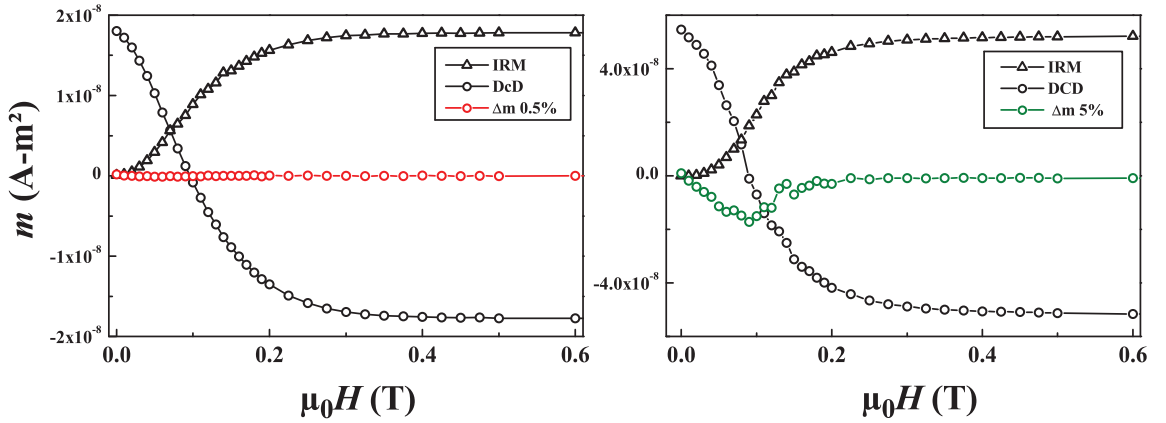 m (A-m²)
2x10⁻⁸
1x10⁻⁸
0
-1x10⁻⁸
-2x10⁻⁸
IRM
DcD
Δm 0.5%
0.0 0.2 0.4 0.6
μ₀H (T)
4.0x10⁻⁸
0.0
-4.0x10⁻⁸
IRM
DCD
Δm 5%
0.0 0.2 0.4 0.6
μ₀H (T)